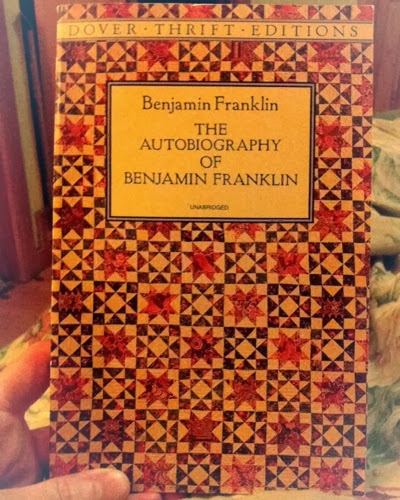 DOVER · THRIFT · EDITIONS
Benjamin Franklin
THE
AUTOBIOGRAPHY
OF
BENJAMIN FRANKLIN
UNABRIDGED